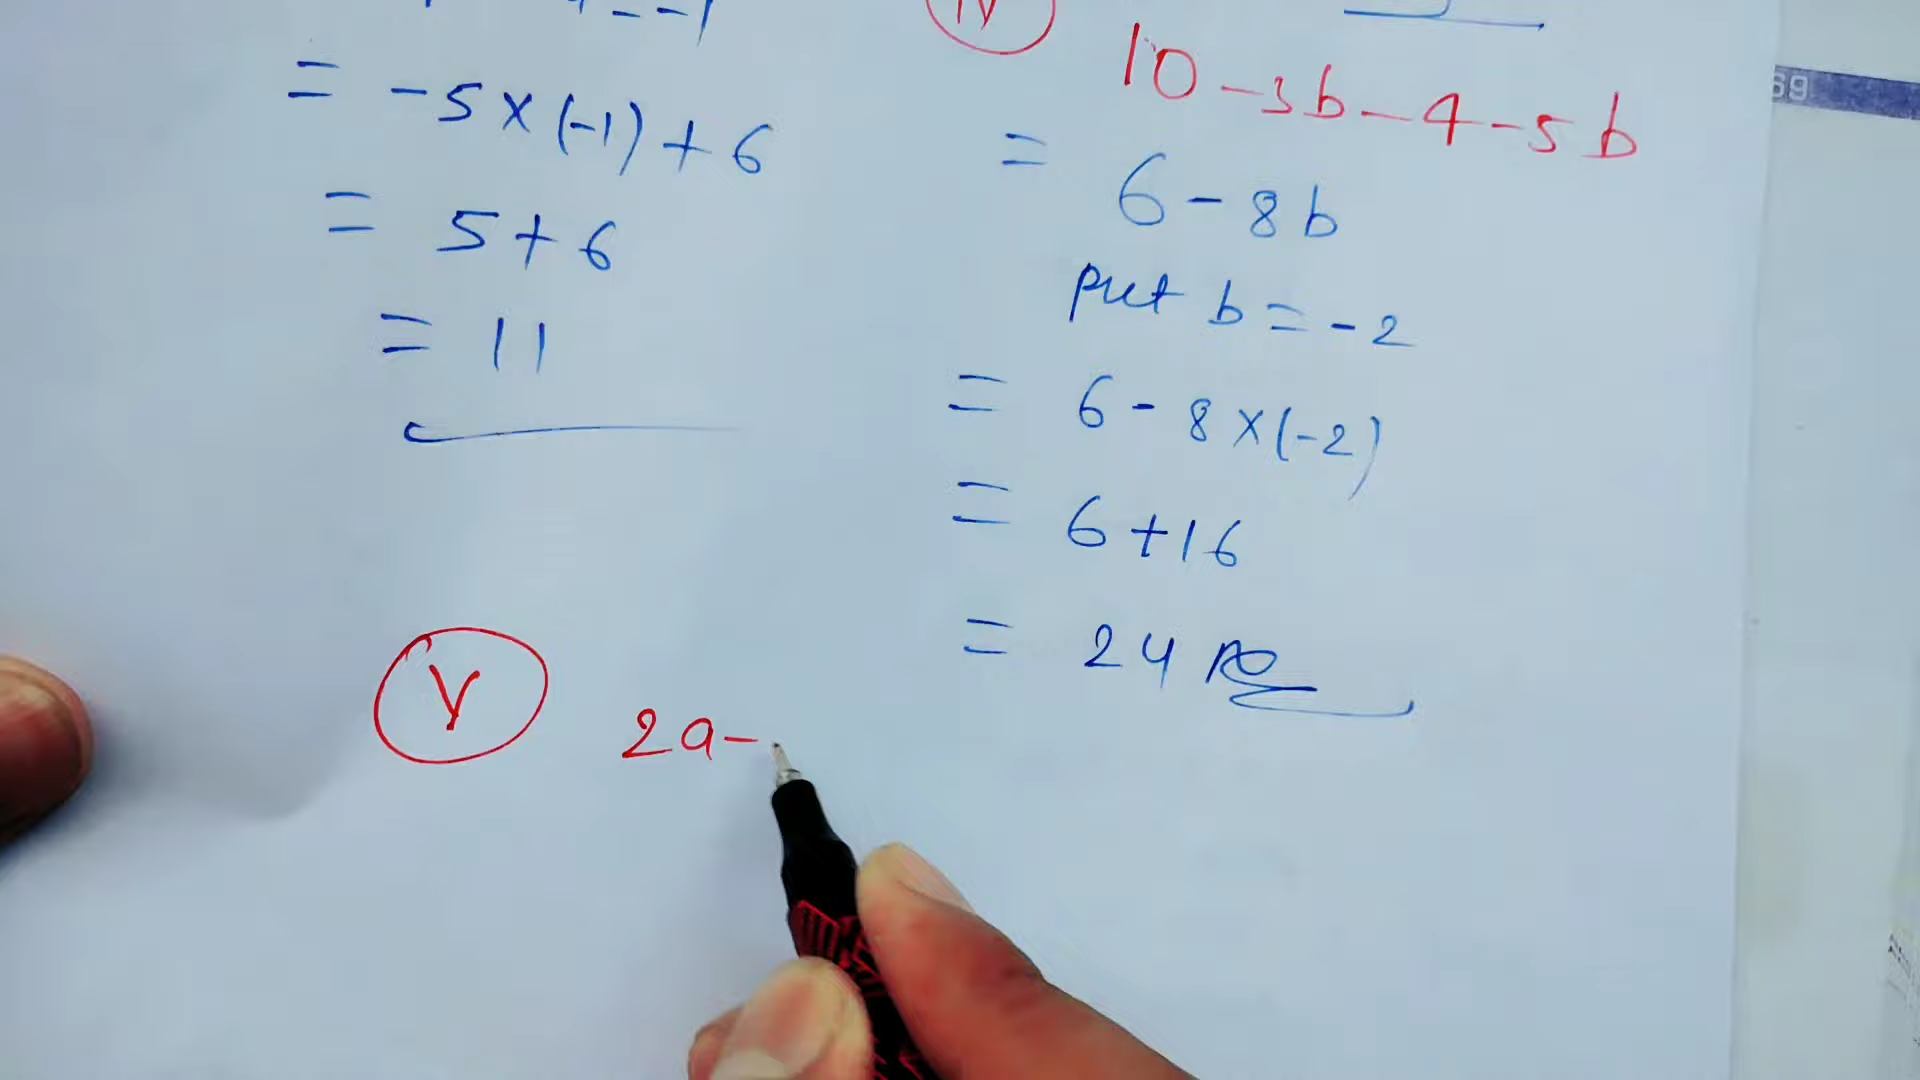 = -5 × (-1) + 6
= 5 + 6
= 11
IV
10 - 3b - 4 - 5b
= 6 - 8b
put b = -2
= 6 - 8 × (-2)
= 6 + 16
= 24
V 2a -
69